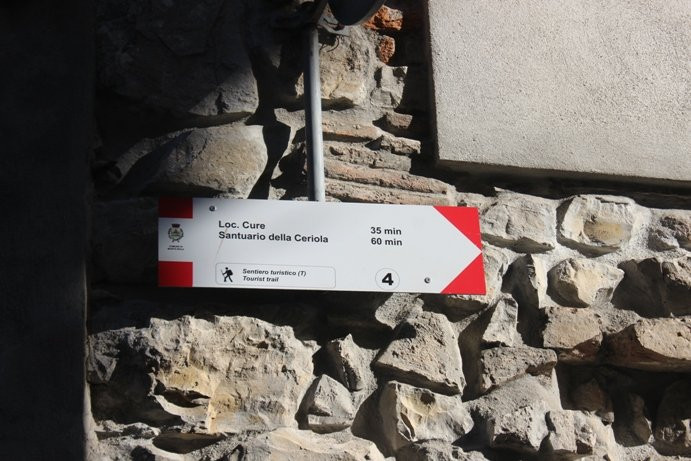 Loc. Cure 35 min
Santuario della Ceriola 60 min
Sentiero turistico (T)
Tourist trail
4